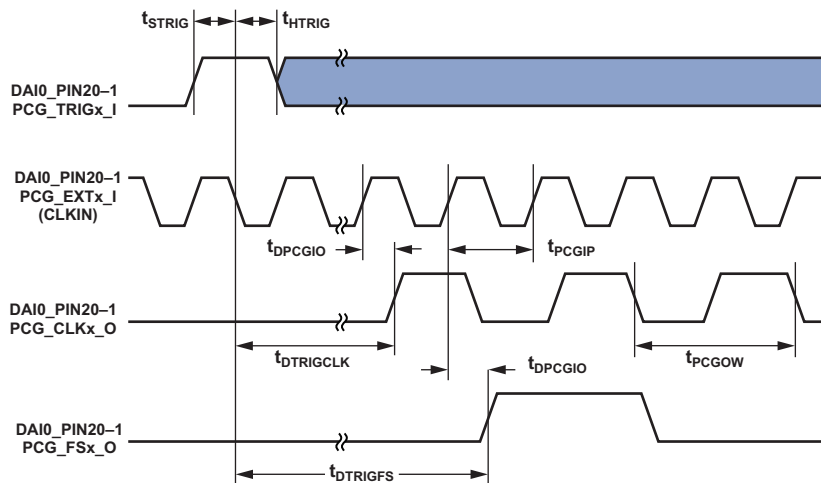 tSTRIG
tHTRIG
DAI0_PIN20–1
PCG_TRIGx_I
DAI0_PIN20–1
PCG_EXTx_I
(CLKIN)
tDPCGIO
tPCGIP
DAI0_PIN20–1
PCG_CLKx_O
tDTRIGCLK
tDPCGIO
tPCGOW
DAI0_PIN20–1
PCG_FSx_O
tDTRIGFS